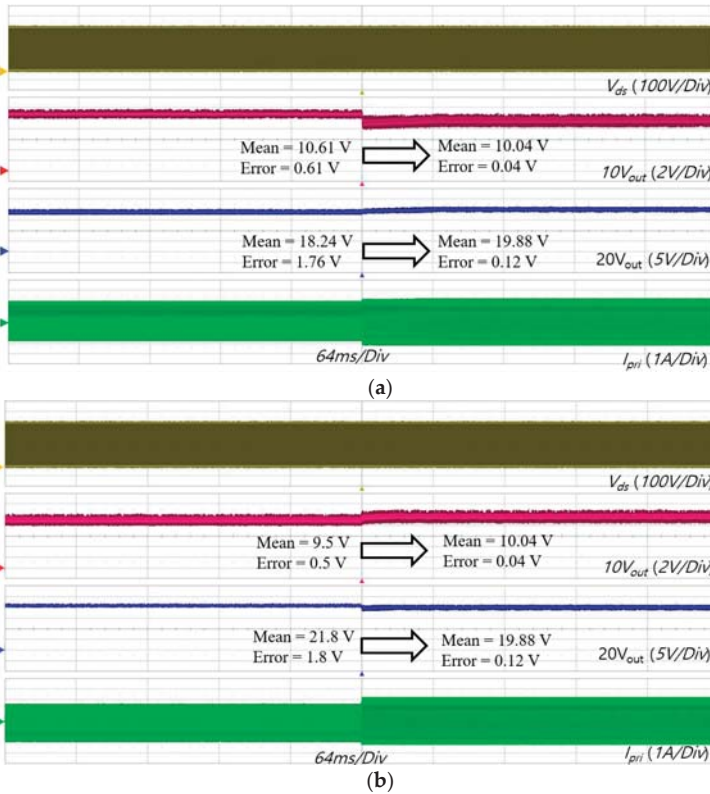 V_ds (100V/Div)
Mean = 10.61 V
Error = 0.61 V
Mean = 10.04 V
Error = 0.04 V
10V_out (2V/Div)
Mean = 18.24 V
Error = 1.76 V
Mean = 19.88 V
Error = 0.12 V
20V_out (5V/Div)
64ms/Div
I_pri (1A/Div)
(a)
V_ds (100V/Div)
Mean = 9.5 V
Error = 0.5 V
Mean = 10.04 V
Error = 0.04 V
10V_out (2V/Div)
Mean = 21.8 V
Error = 1.8 V
Mean = 19.88 V
Error = 0.12 V
20V_out (5V/Div)
64ms/Div
I_pri (1A/Div)
(b)